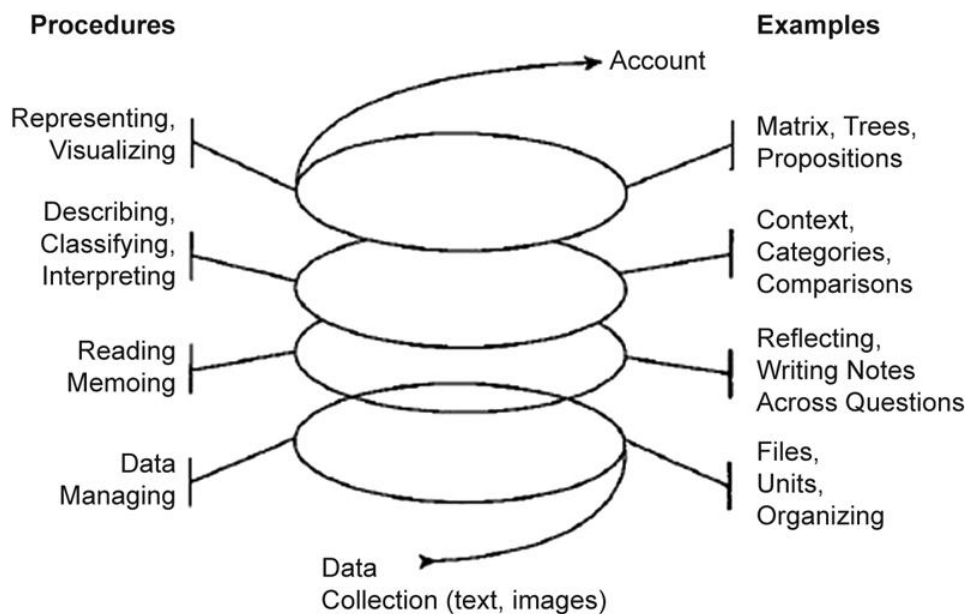 Procedures
Examples
Account
Representing,
Visualizing
Matrix, Trees,
Propositions
Describing,
Classifying,
Interpreting
Context,
Categories,
Comparisons
Reading
Memoing
Reflecting,
Writing Notes
Across Questions
Data
Managing
Files,
Units,
Organizing
Data
Collection (text, images)